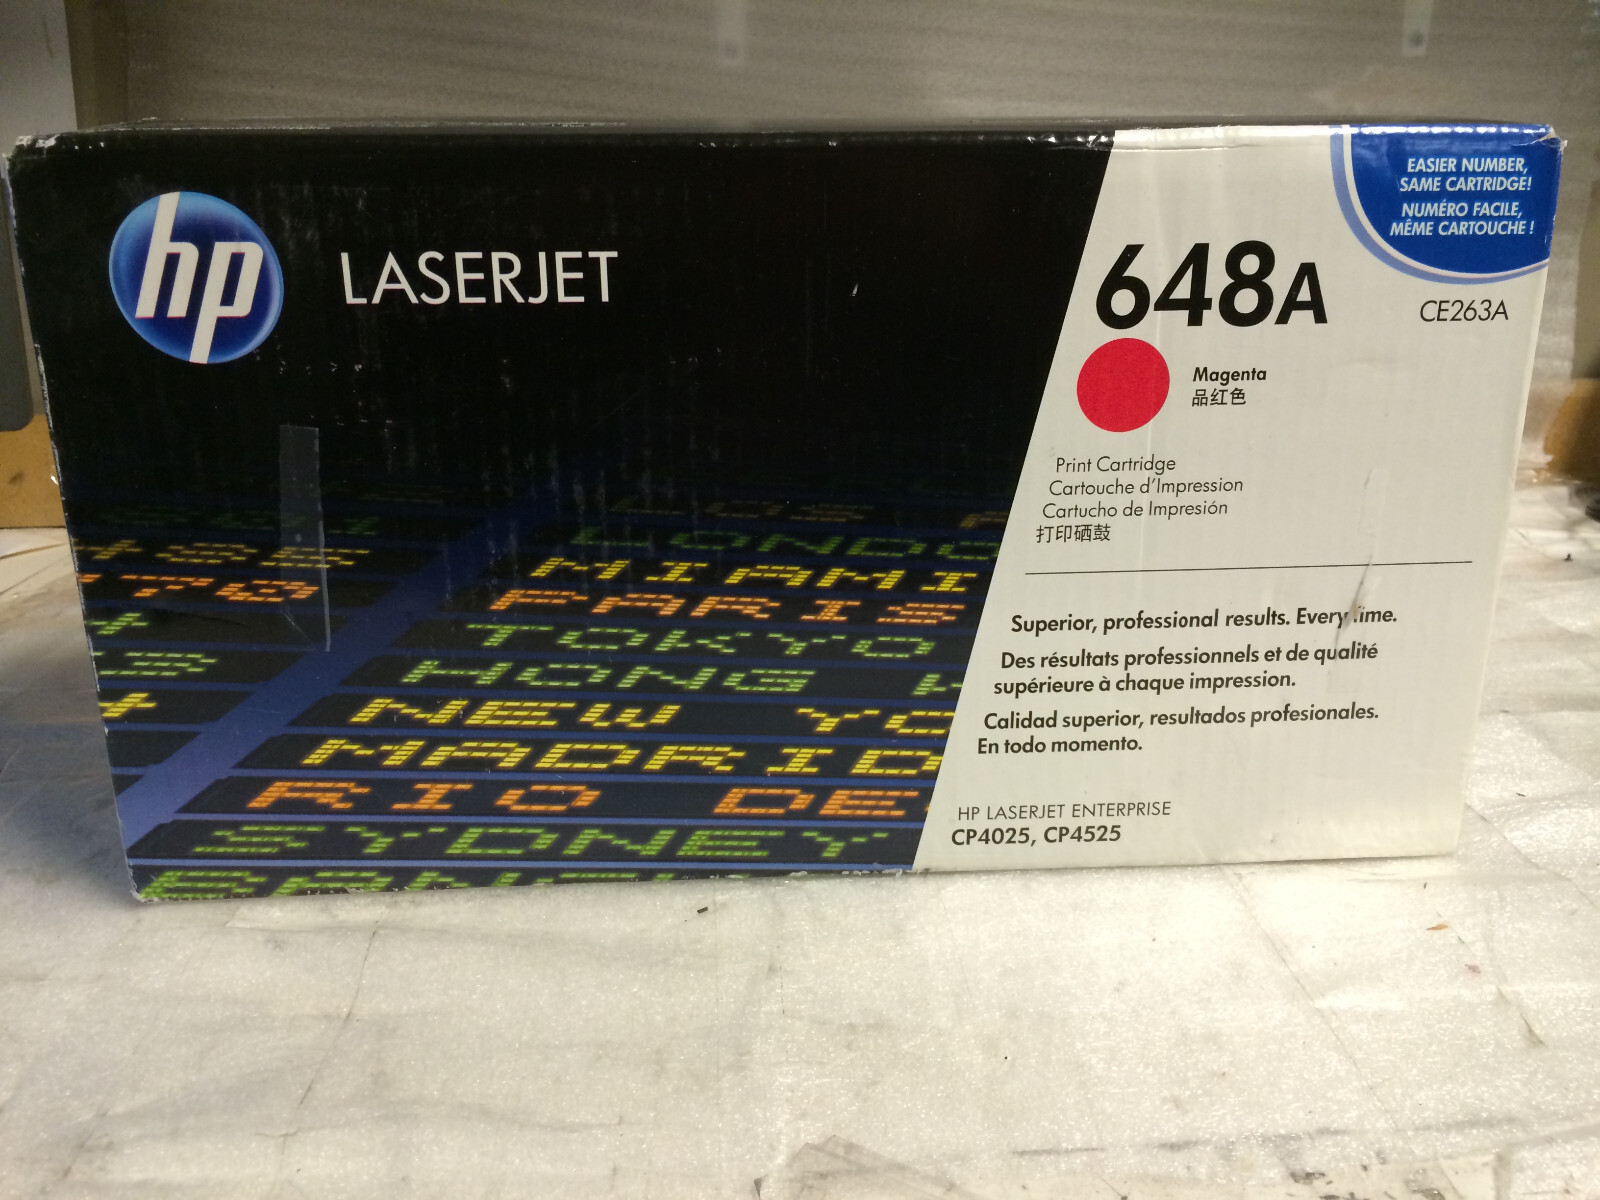 hp
LASERJET
EASIER NUMBER,
SAME CARTRIDGE!
NUMÉRO FACILE,
MÊME CARTOUCHE !
648A
CE263A
Magenta
品红色
Print Cartridge
Cartouche d'Impression
Cartucho de Impresión
打印硒鼓
Superior, professional results. Every
Des résultats professionnels et de qualité
supérieure à chaque impression.
Calidad superior, resultados profesionales.
En todo momento.
HP LASERJET ENTERPRISE
CP4025, CP4525
LONDO
MIAMI
PARIS
TOKYO
HONG K
NEW YO
MADRID
RIO DE
SYDNEY